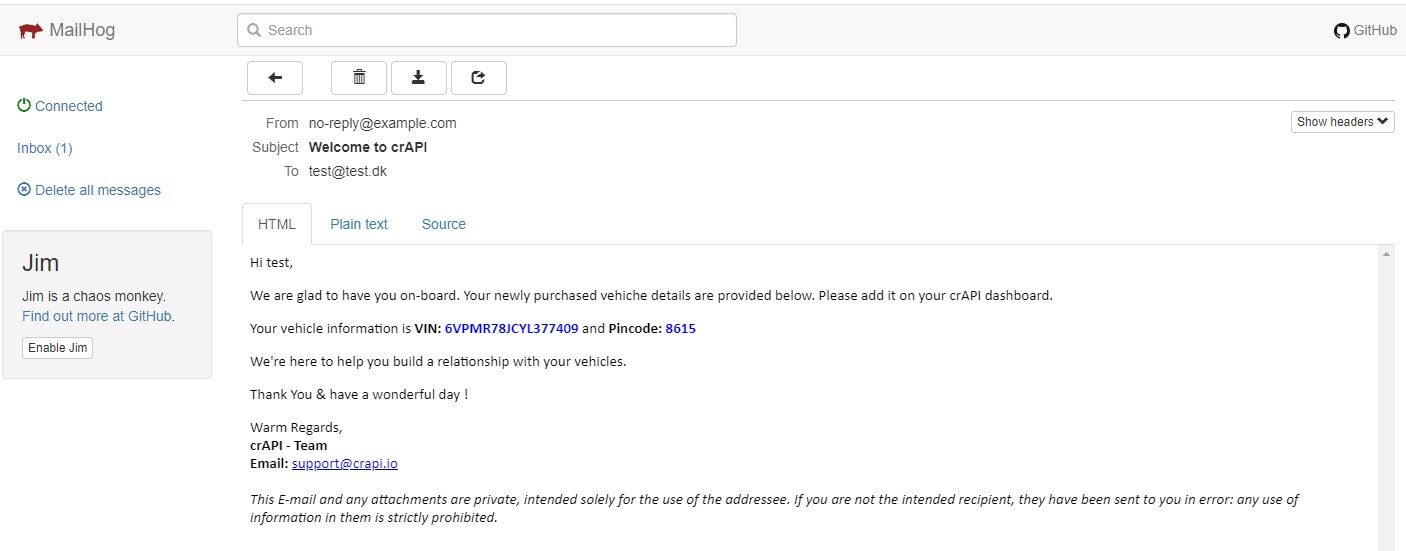 MailHog
Search
GitHub
Connected
Inbox (1)
Delete all messages
Jim
Jim is a chaos monkey.
Find out more at GitHub.
Enable Jim
From no-reply@example.com
Show headers
Subject Welcome to crAPI
To test@test.dk
HTML Plain text Source
Hi test,
We are glad to have you on-board. Your newly purchased vehiche details are provided below. Please add it on your crAPI dashboard.
Your vehicle information is VIN: 6VPMR78JCYL377409 and Pincode: 8615
We're here to help you build a relationship with your vehicles.
Thank You & have a wonderful day !
Warm Regards,
crAPI - Team
Email: support@crapi.io
This E-mail and any attachments are private, intended solely for the use of the addressee. If you are not the intended recipient, they have been sent to you in error: any use of
information in them is strictly prohibited.